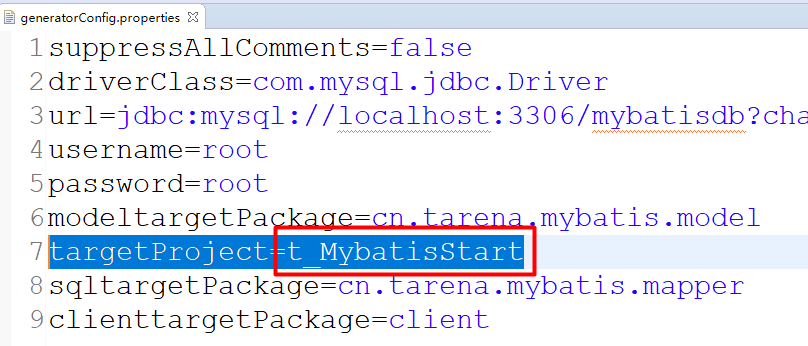 generatorConfig.properties
1 suppressAllComments=false
2 driverClass=com.mysql.jdbc.Driver
3 url=jdbc:mysql://localhost:3306/mybatisdb?cha
4 username=root
5 password=root
6 modeltargetPackage=cn.tarena.mybatis.model
7 targetProject=t_MybatisStart
8 sqltargetPackage=cn.tarena.mybatis.mapper
9 clienttargetPackage=client